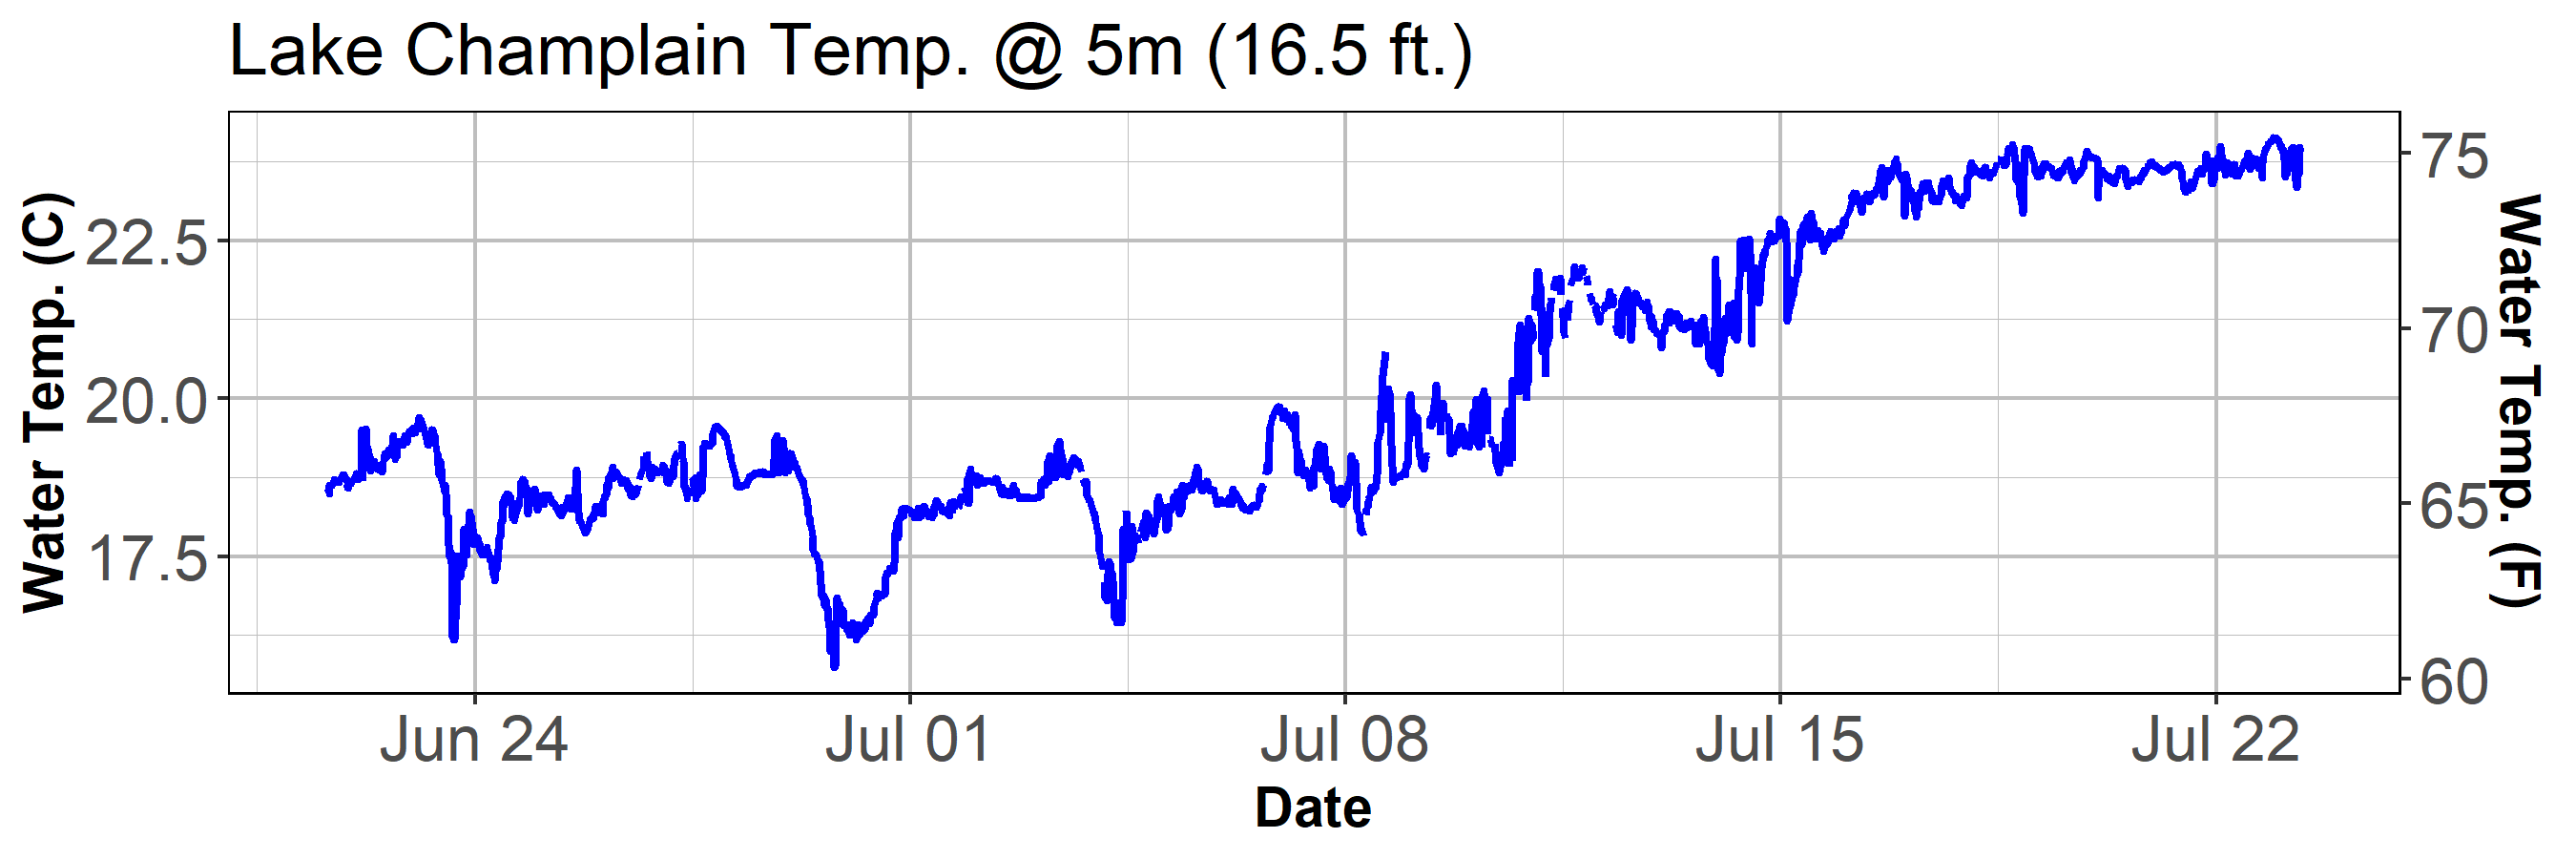 Lake Champlain Temp. @ 5m (16.5 ft.)
Water Temp. (C)
22.5
20.0
17.5
75
70
65
60
Water Temp. (F)
Jun 24 Jul 01 Jul 08 Jul 15 Jul 22
Date